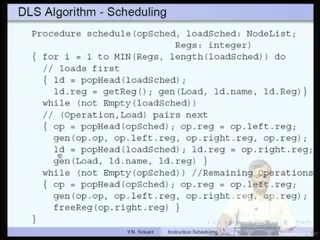 DLS Algorithm - Scheduling
Procedure schedule(opSched, loadSched: NodeList;
Regs: integer)
{ for i = 1 to MIN(Regs, length(loadSched)) do
// loads first
{ ld = popHead(loadSched);
ld.reg = getReg(); gen(Load, ld.name, ld.Reg)}
while (not Empty(loadSched))
// (Operation,Load) pairs next
{ op = popHead(opSched); op.reg = op.left.reg;
gen(op.op, op.left.reg, op.right.reg, op.reg);
ld = popHead(loadSched); ld.reg = op.right.reg;
gen(Load, ld.name, ld.Reg) }
while (not Empty(opSched)) //Remaining Operations
{ op = popHead(opSched); op.reg = op.left.reg;
gen(op.op, op.left.reg, op.right.reg, op.reg);
freeReg(op.right.reg) }
}
Y.N. Srikant Instruction Scheduling